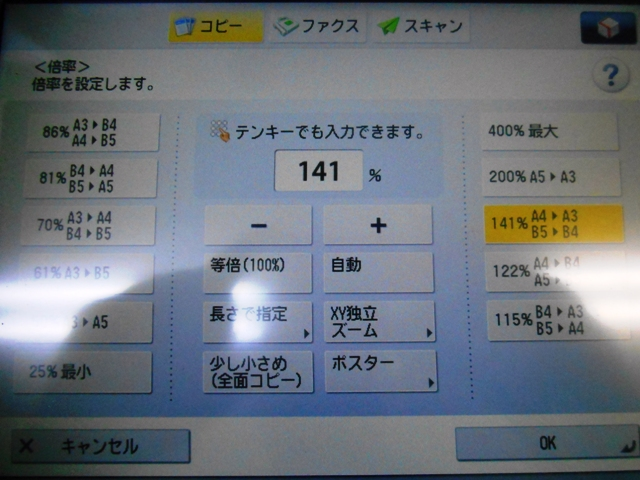 コピー
ファクス
スキャン
<倍率>
倍率を設定します。
?
86% A3▶B4
A4▶B5
81% B4▶A4
B5▶A5
70% A3▶A4
B4▶B5
61% A3▶B5
▶A5
25% 最小
テンキーでも入力できます。
141 %
- +
等倍(100%) 自動
長さで指定 XY独立
ズーム
少し小さめ
(全面コピー) ポスター
400% 最大
200% A5▶A3
141% A4▶A3
B5▶B4
122% A4▶B4
A5▶
115% B4▶A3
B5▶A4
× キャンセル
OK